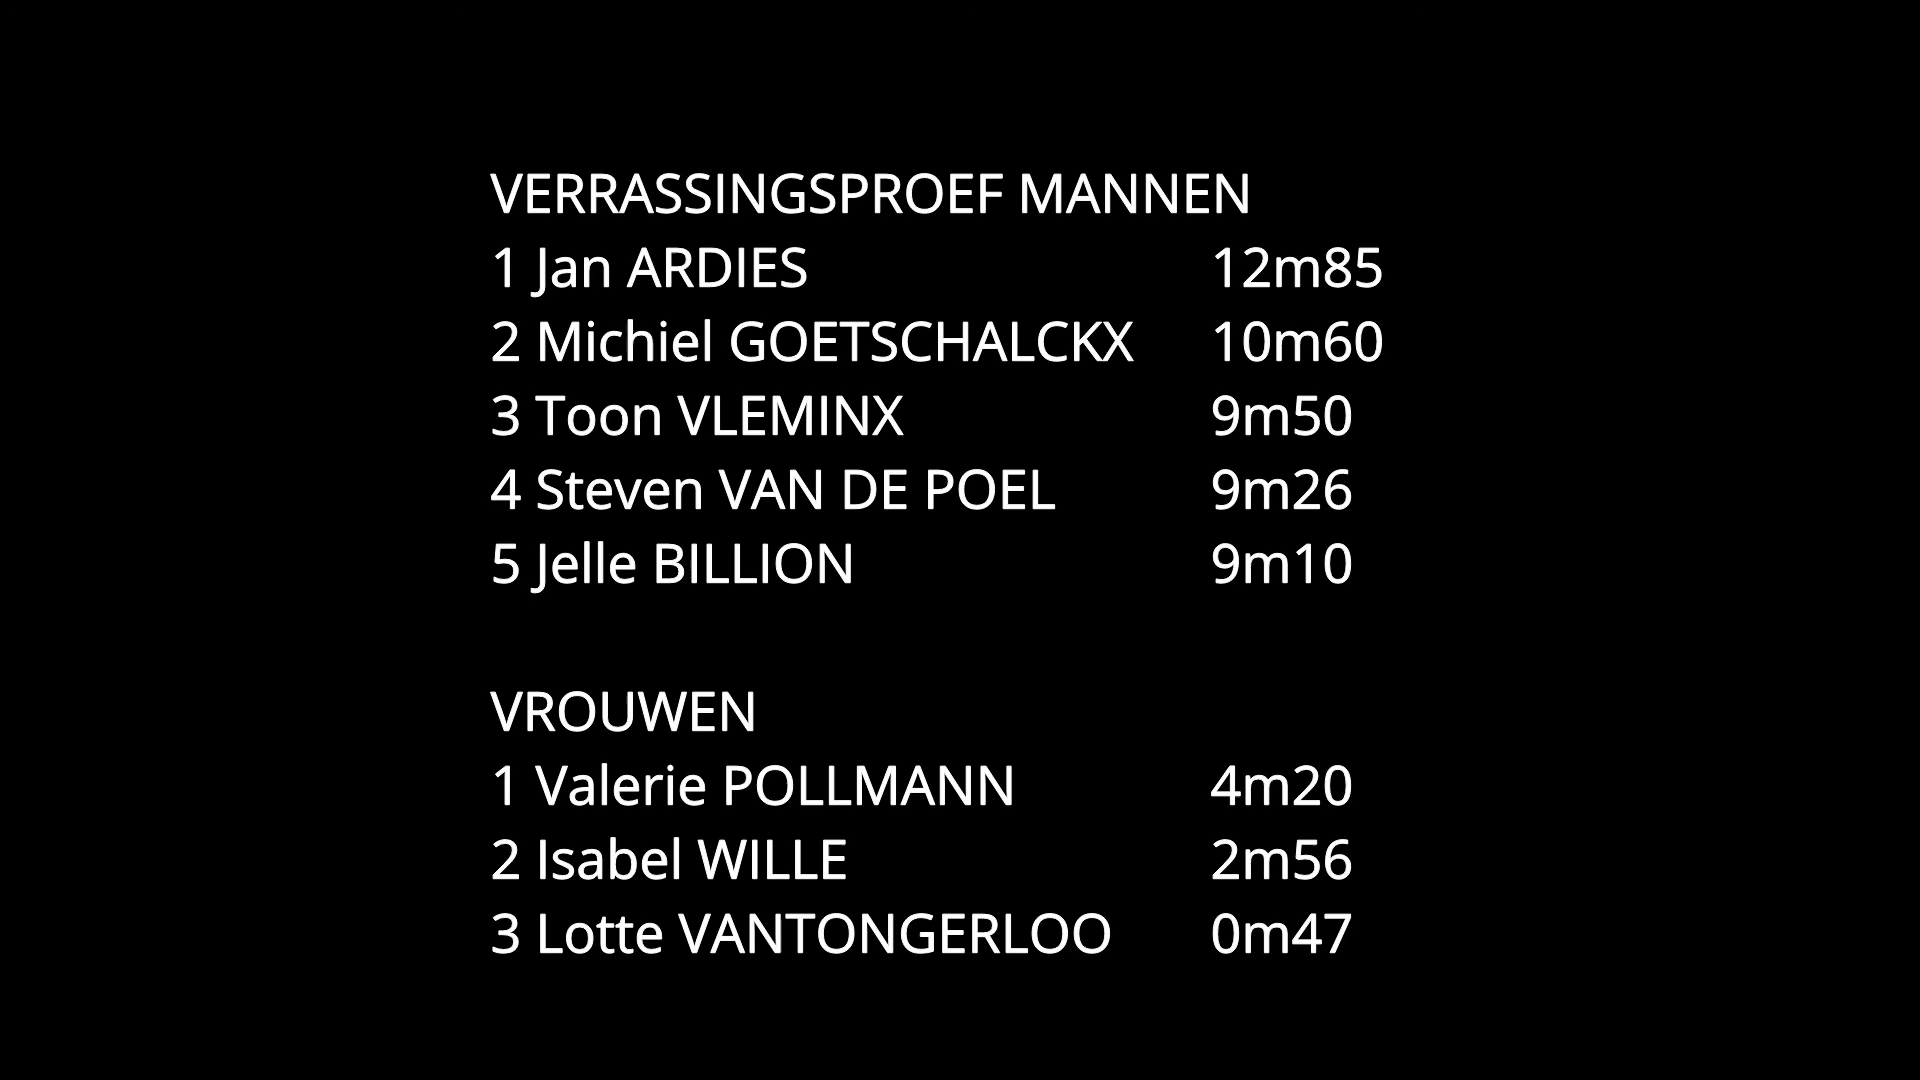 VERRASSINGSPROEF MANNEN
1 Jan ARDIES 12m85
2 Michiel GOETSCHALCKX 10m60
3 Toon VLEMINX 9m50
4 Steven VAN DE POEL 9m26
5 Jelle BILLION 9m10
VROUWEN
1 Valerie POLLMANN 4m20
2 Isabel WILLE 2m56
3 Lotte VANTONGERLOO 0m47